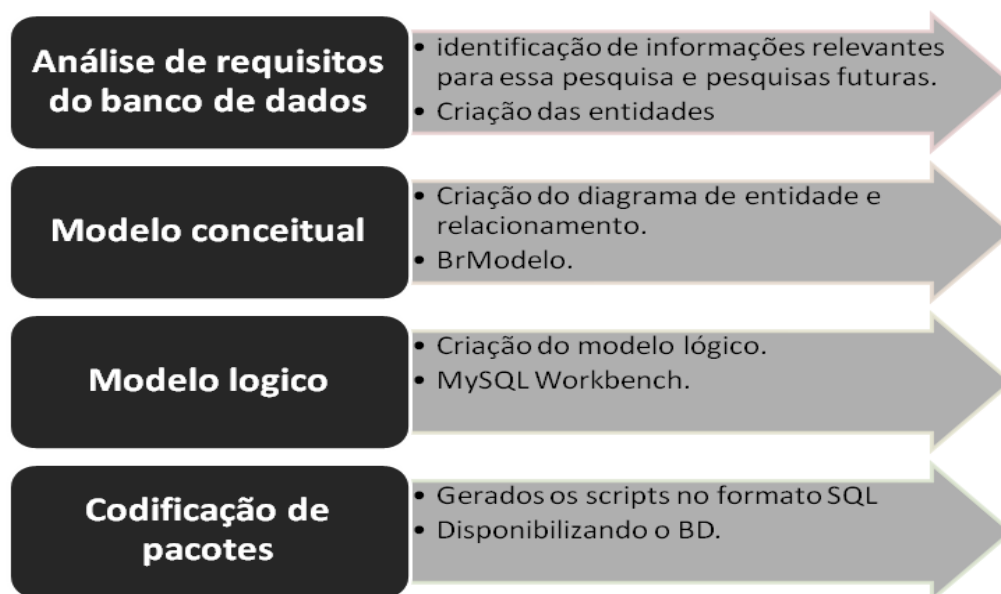 Análise de requisitos
do banco de dados
• identificação de informações relevantes
para essa pesquisa e pesquisas futuras.
• Criação das entidades
Modelo conceitual
• Criação do diagrama de entidade e
relacionamento.
• BrModelo.
Modelo logico
• Criação do modelo lógico.
• MySQL Workbench.
Codificação de
pacotes
• Gerados os scripts no formato SQL
• Disponibilizando o BD.